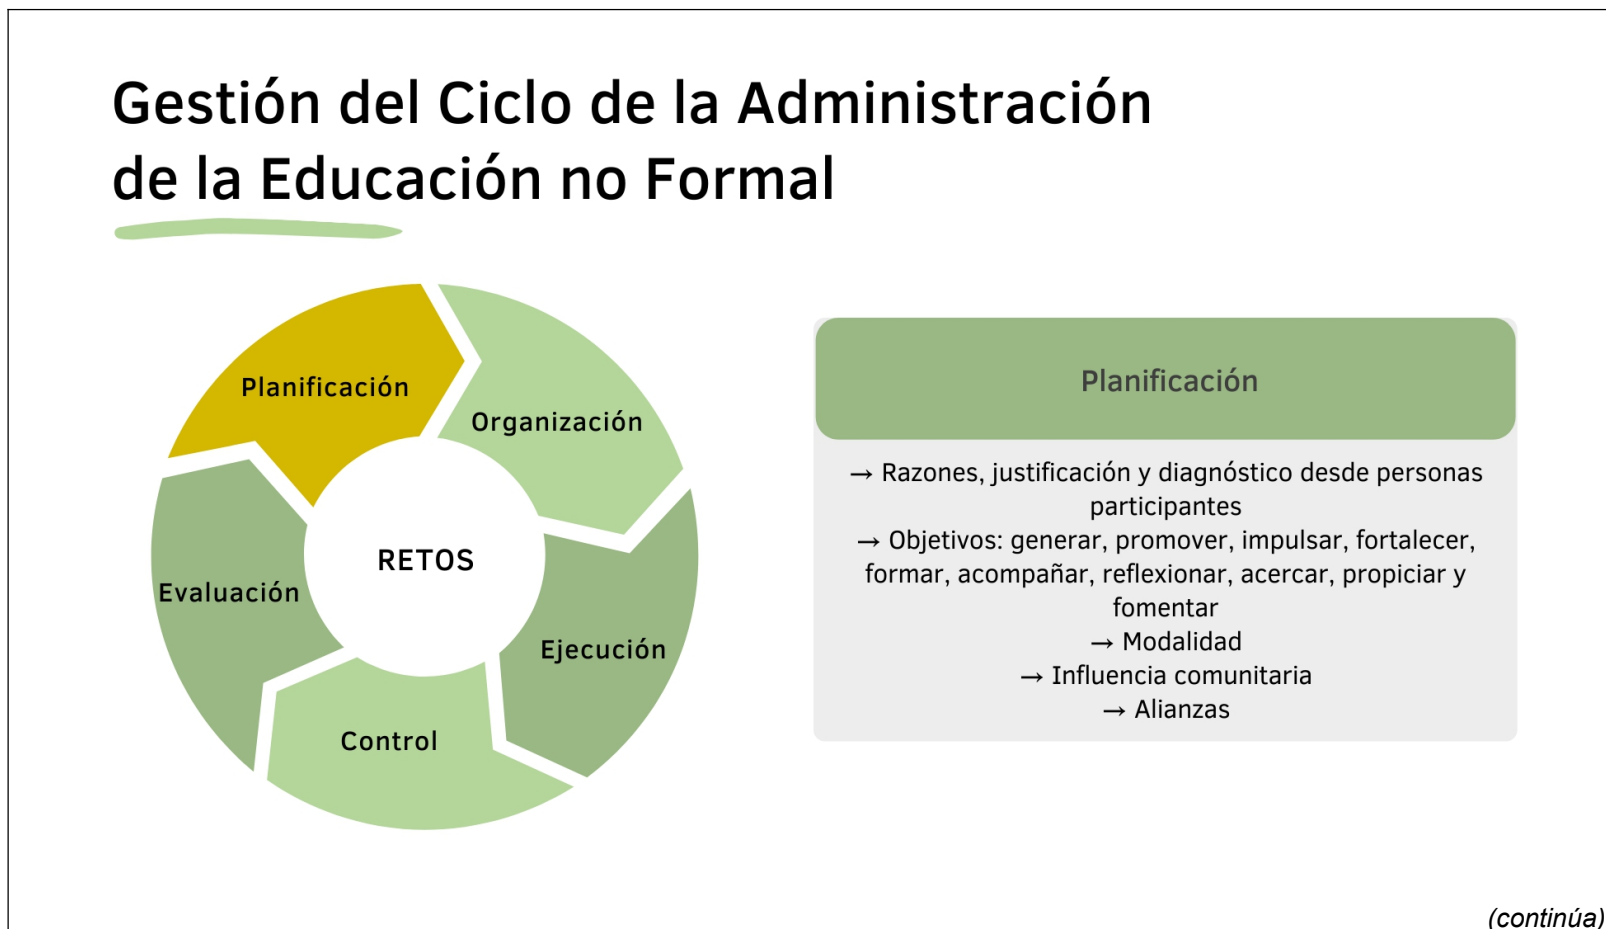 Gestión del Ciclo de la Administración
de la Educación no Formal
Planificación
Organización
RETOS
Evaluación
Ejecución
Control
Planificación
→ Razones, justificación y diagnóstico desde personas
participantes
→ Objetivos: generar, promover, impulsar, fortalecer,
formar, acompañar, reflexionar, acercar, propiciar y
fomentar
→ Modalidad
→ Influencia comunitaria
→ Alianzas
(continúa)